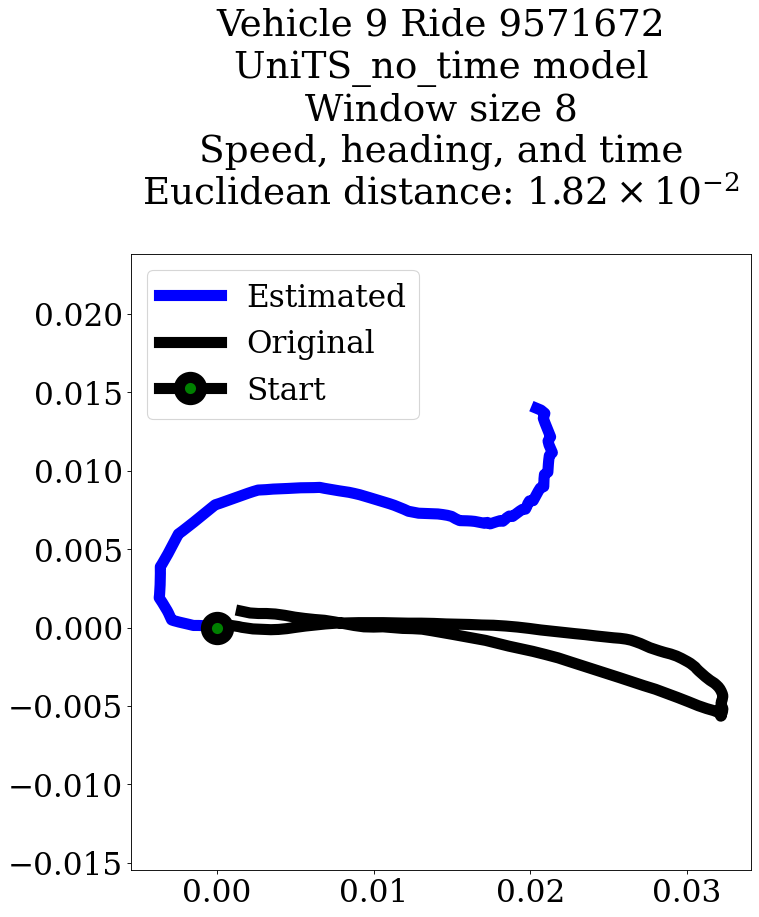 Vehicle 9 Ride 9571672
UniTS_no_time model
Window size 8
Speed, heading, and time
Euclidean distance: 1.82 × 10⁻²
Estimated
Original
Start
0.020
0.015
0.010
0.005
0.000
−0.005
−0.010
−0.015
0.00 0.01 0.02 0.03